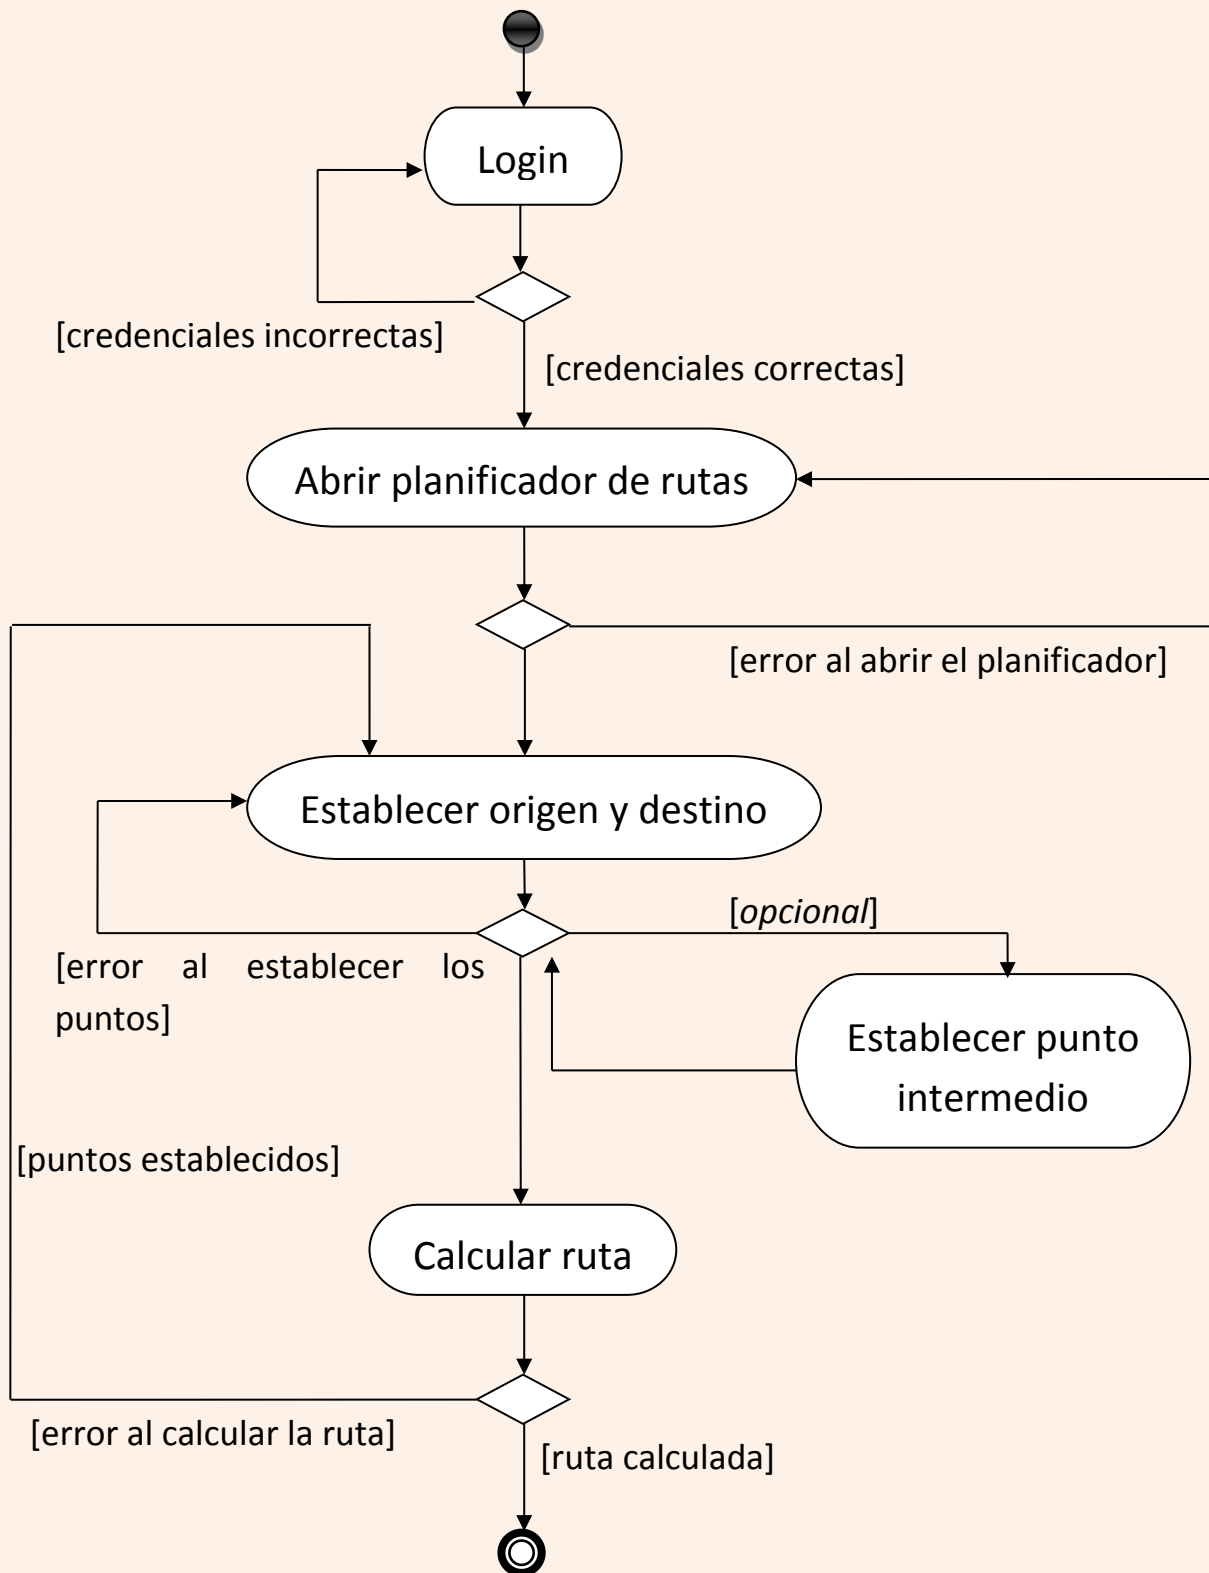 Login
[credenciales incorrectas]
[credenciales correctas]
Abrir planificador de rutas
[error al abrir el planificador]
Establecer origen y destino
[opcional]
[error al establecer los
puntos]
Establecer punto
intermedio
[puntos establecidos]
Calcular ruta
[error al calcular la ruta]
[ruta calculada]